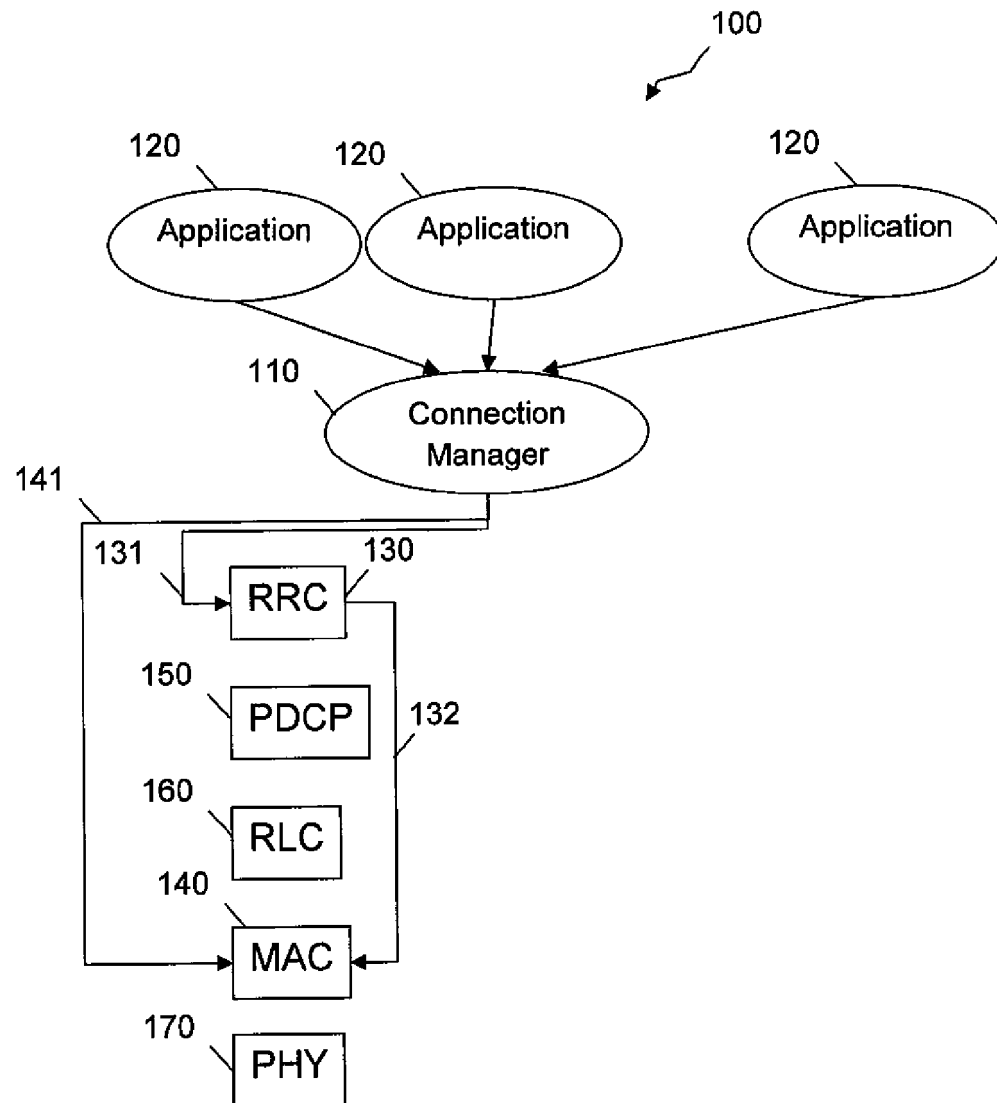 100
120
120
120
Application
Application
Application
110
Connection
Manager
141
131
130
RRC
150
PDCP
132
160
RLC
140
MAC
170
PHY